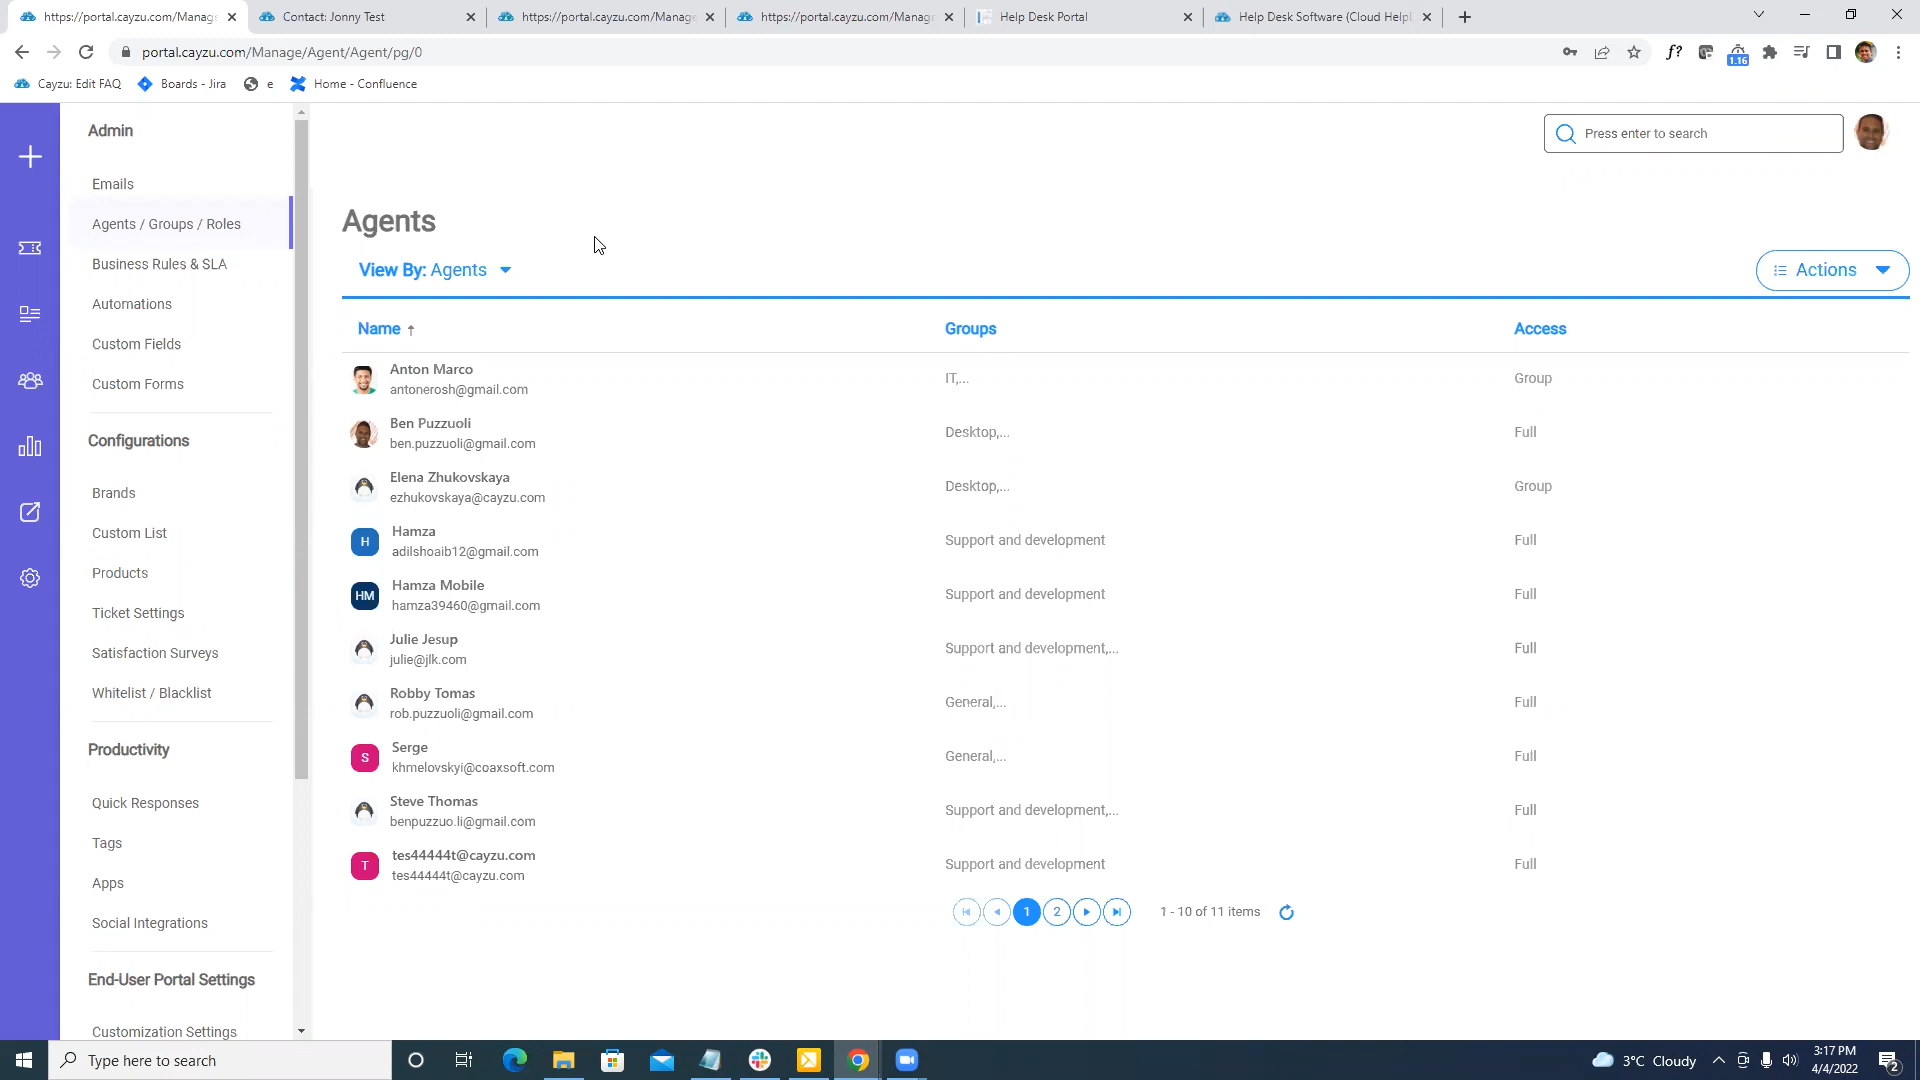 https://portal.cayzu.com/Manag
Contact: Jonny Test
https://portal.cayzu.com/Manage
https://portal.cayzu.com/Manag
Help Desk Portal
Help Desk Software (Cloud Help
portal.cayzu.com/Manage/Agent/Agent/pg/0
f?
1.16
Cayzu: Edit FAQ
Boards - Jira
e
Home - Confluence
Admin
Emails
Agents / Groups / Roles
Business Rules & SLA
Automations
Custom Fields
Custom Forms
Configurations
Brands
Custom List
Products
Ticket Settings
Satisfaction Surveys
Whitelist / Blacklist
Productivity
Quick Responses
Tags
Apps
Social Integrations
End-User Portal Settings
Customization Settings
Press enter to search
Agents
View By: Agents
Actions
Name ↑ Groups Access
Anton Marco
antonerosh@gmail.com
IT,... Group
Ben Puzzuoli
ben.puzzuoli@gmail.com
Desktop,... Full
Elena Zhukovskaya
ezhukovskaya@cayzu.com
Desktop,... Group
H
Hamza
adilshoaib12@gmail.com
Support and development Full
HM
Hamza Mobile
hamza39460@gmail.com
Support and development Full
Julie Jesup
julie@jlk.com
Support and development,... Full
Robby Tomas
rob.puzzuoli@gmail.com
General,... Full
S
Serge
khmelovskyi@coaxsoft.com
General,... Full
Steve Thomas
benpuzzuo.li@gmail.com
Support and development,... Full
T
tes44444t@cayzu.com
tes44444t@cayzu.com
Support and development Full
1 2 1 - 10 of 11 items
Type here to search
3°C Cloudy
3:17 PM
4/4/2022
2